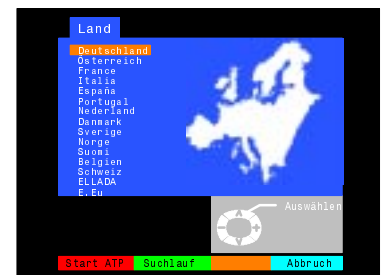 Land
Deutschland
Österreich
France
Italia
España
Portugal
Nederland
Danmark
Sverige
Norge
Suomi
Belgien
Schweiz
ELLADA
E.Eu
Auswählen
Start ATP Suchlauf Abbruch